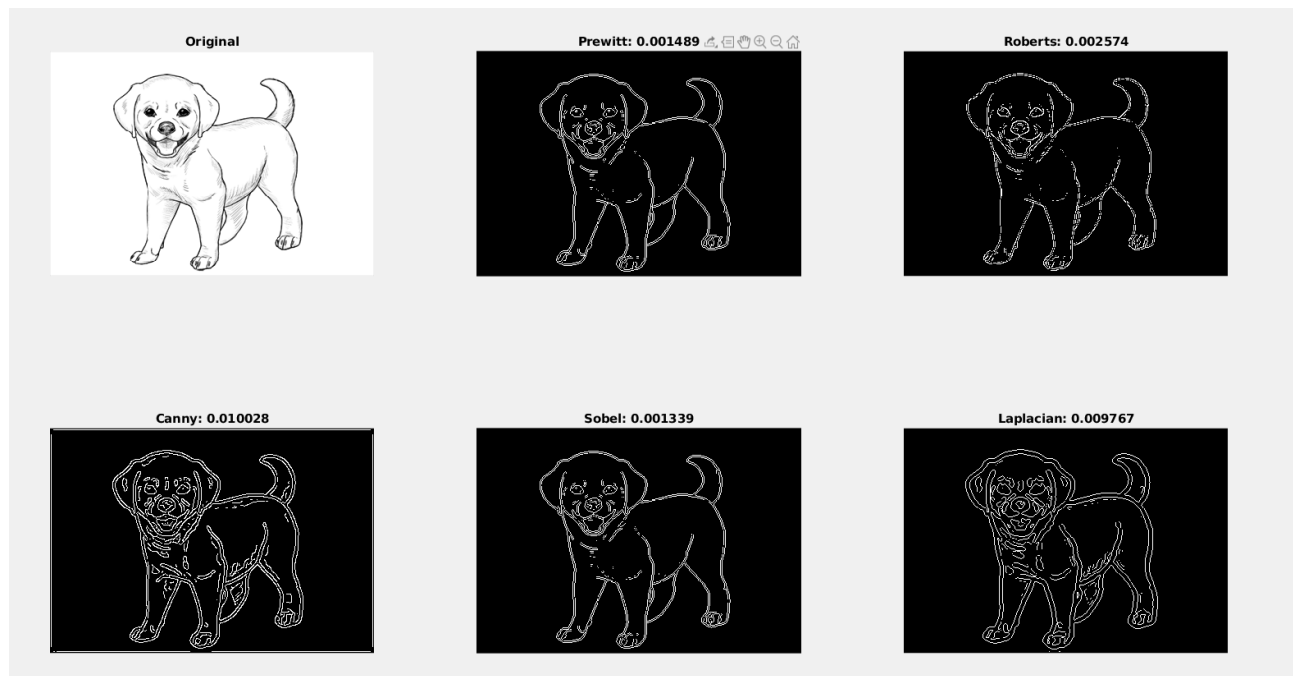 Original
Prewitt: 0.001489
Roberts: 0.002574
Canny: 0.010028
Sobel: 0.001339
Laplacian: 0.009767